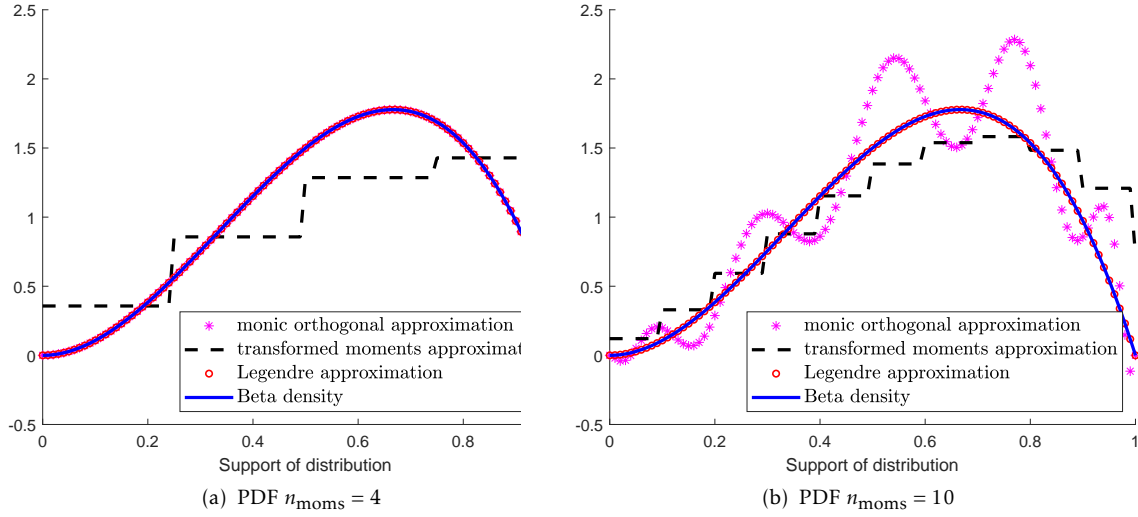 2.5
2
1.5
1
0.5
0
-0.5
0
0.2
0.4
0.6
0.8
monic orthogonal approximation
transformed moments approximat
Legendre approximation
Beta density
Support of distribution
(a) PDF n_moms = 4
2.5
2
1.5
1
0.5
0
-0.5
0
0.2
0.4
0.6
0.8
1
monic orthogonal approximation
transformed moments approximation
Legendre approximation
Beta density
Support of distribution
(b) PDF n_moms = 10